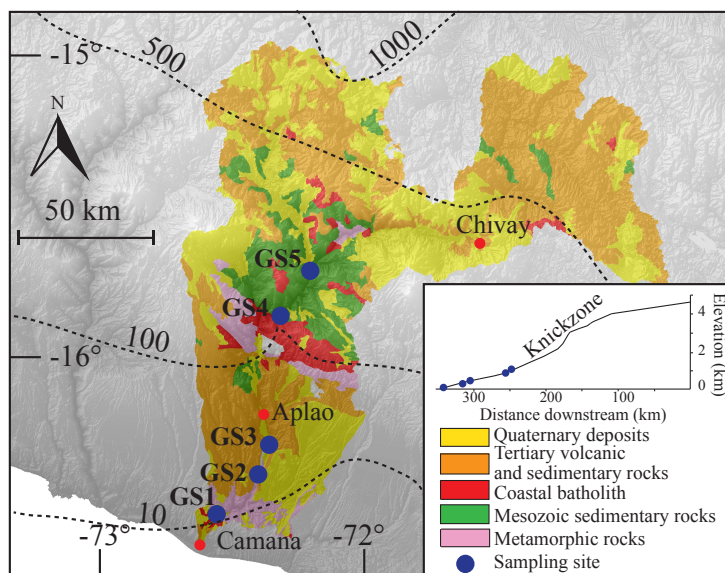 500
1000
-15°
N
50 km
Chivay
GS5
GS4
100
-16°
Aplao
GS3
GS2
GS1
10
Camana
-73°
-72°
Knickzone
Elevation (km)
4
2
0
300
200
100
Distance downstream (km)
Quaternary deposits
Tertiary volcanic
and sedimentary rocks
Coastal batholith
Mesozoic sedimentary rocks
Metamorphic rocks
Sampling site